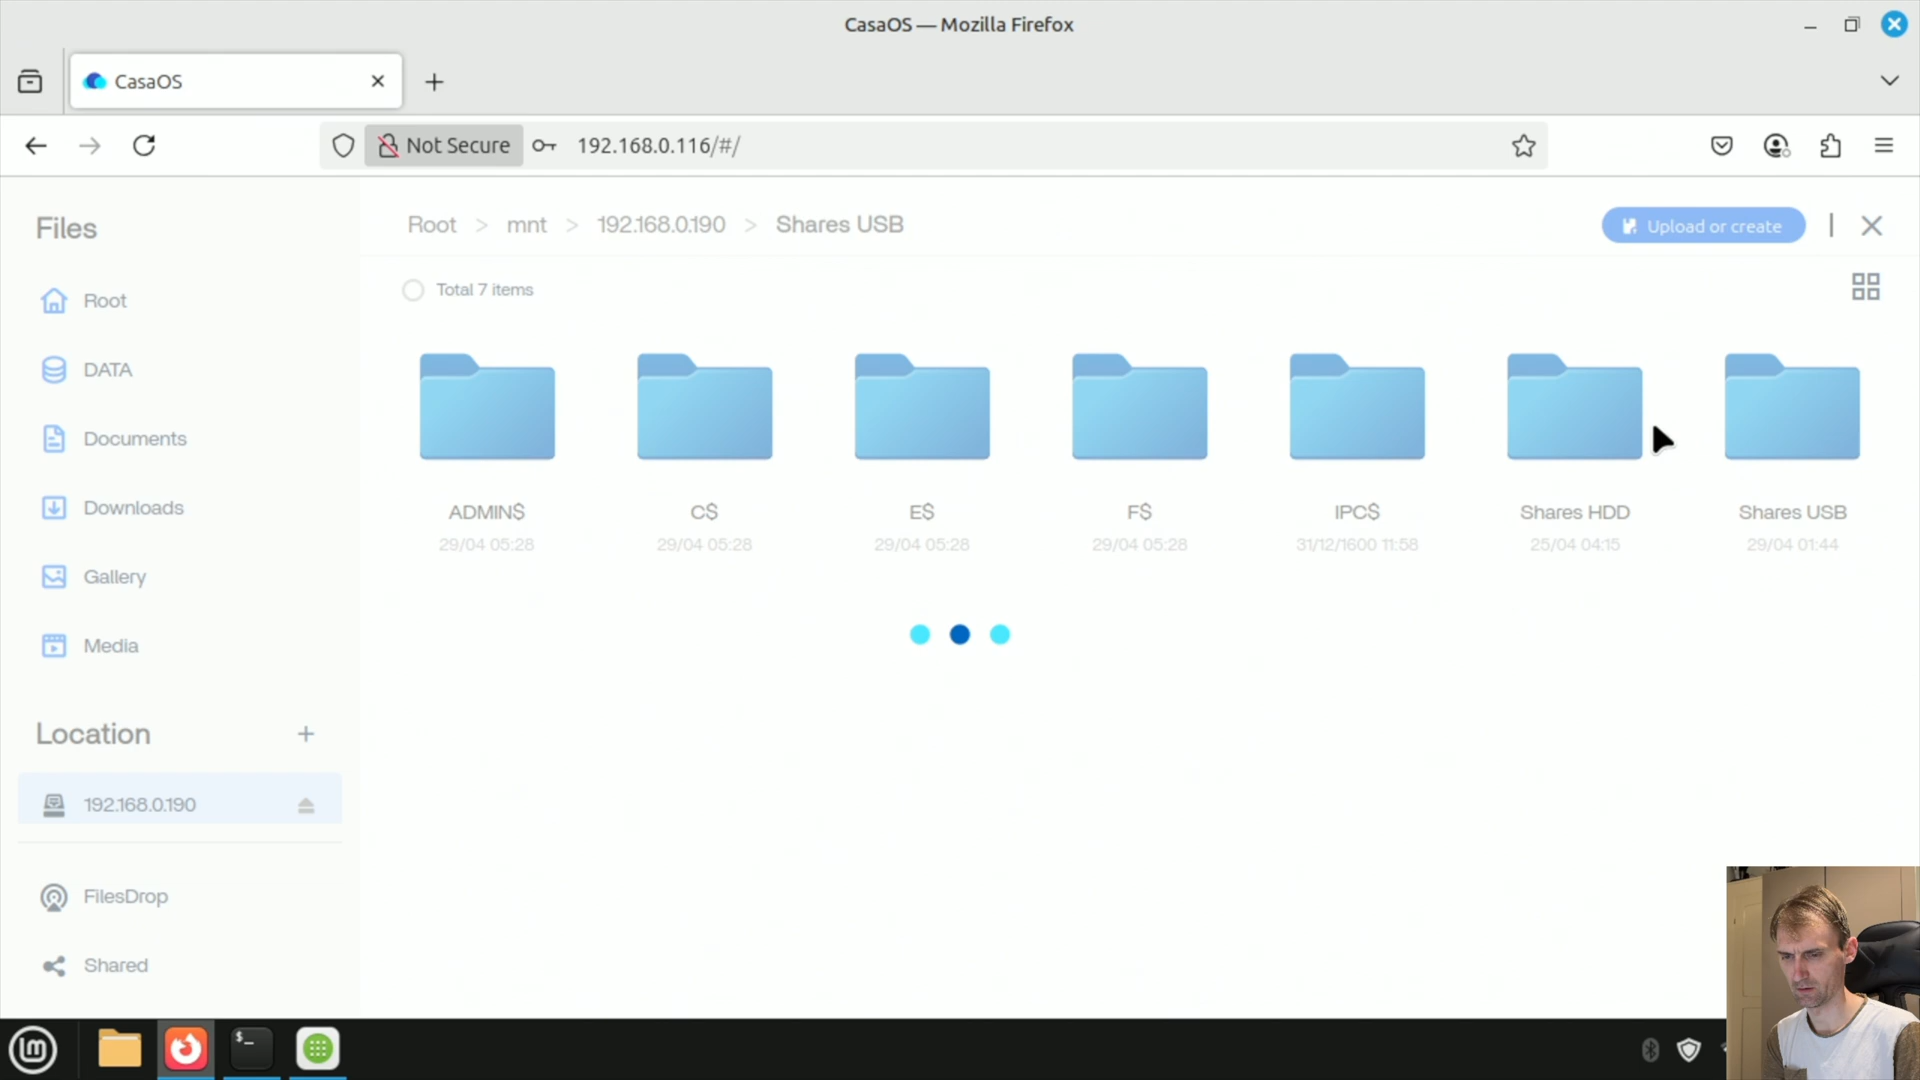 CasaOS — Mozilla Firefox
CasaOS
Not Secure
192.168.0.116/#/
Files
Root > mnt > 192.168.0.190 > Shares USB
Upload or create
Total 7 items
Root
DATA
Documents
Downloads
Gallery
Media
ADMIN$
C$
E$
F$
IPC$
Shares HDD
Shares USB
29/04 05:28
29/04 05:28
29/04 05:28
29/04 05:28
31/12/1600 11:58
25/04 04:15
29/04 01:44
Location
192.168.0.190
FilesDrop
Shared